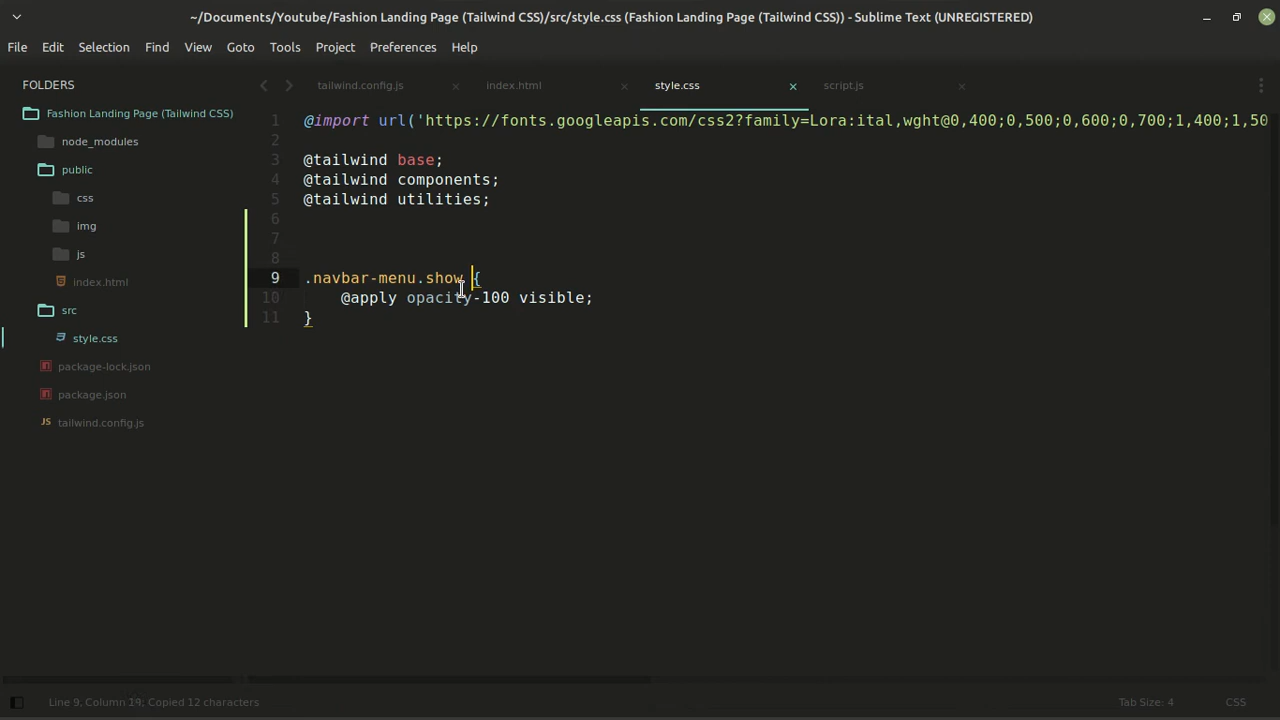 ~/Documents/Youtube/Fashion Landing Page (Tailwind CSS)/src/style.css (Fashion Landing Page (Tailwind CSS)) - Sublime Text (UNREGISTERED)
File Edit Selection Find View Goto Tools Project Preferences Help
FOLDERS
Fashion Landing Page (Tailwind CSS)
node_modules
public
css
img
js
index.html
src
style.css
package-lock.json
package.json
JS tailwind.config.js
tailwind.config.js × index.html × style.css × script.js ×
1 @import url('https://fonts.googleapis.com/css2?family=Lora:ital,wght@0,400;0,500;0,600;0,700;1,400;1,50
2
3 @tailwind base;
4 @tailwind components;
5 @tailwind utilities;
6
7
8
9 .navbar-menu.show {
10 @apply opacity-100 visible;
11 }
Line 9, Column 19; Copied 12 characters
Tab Size: 4 CSS